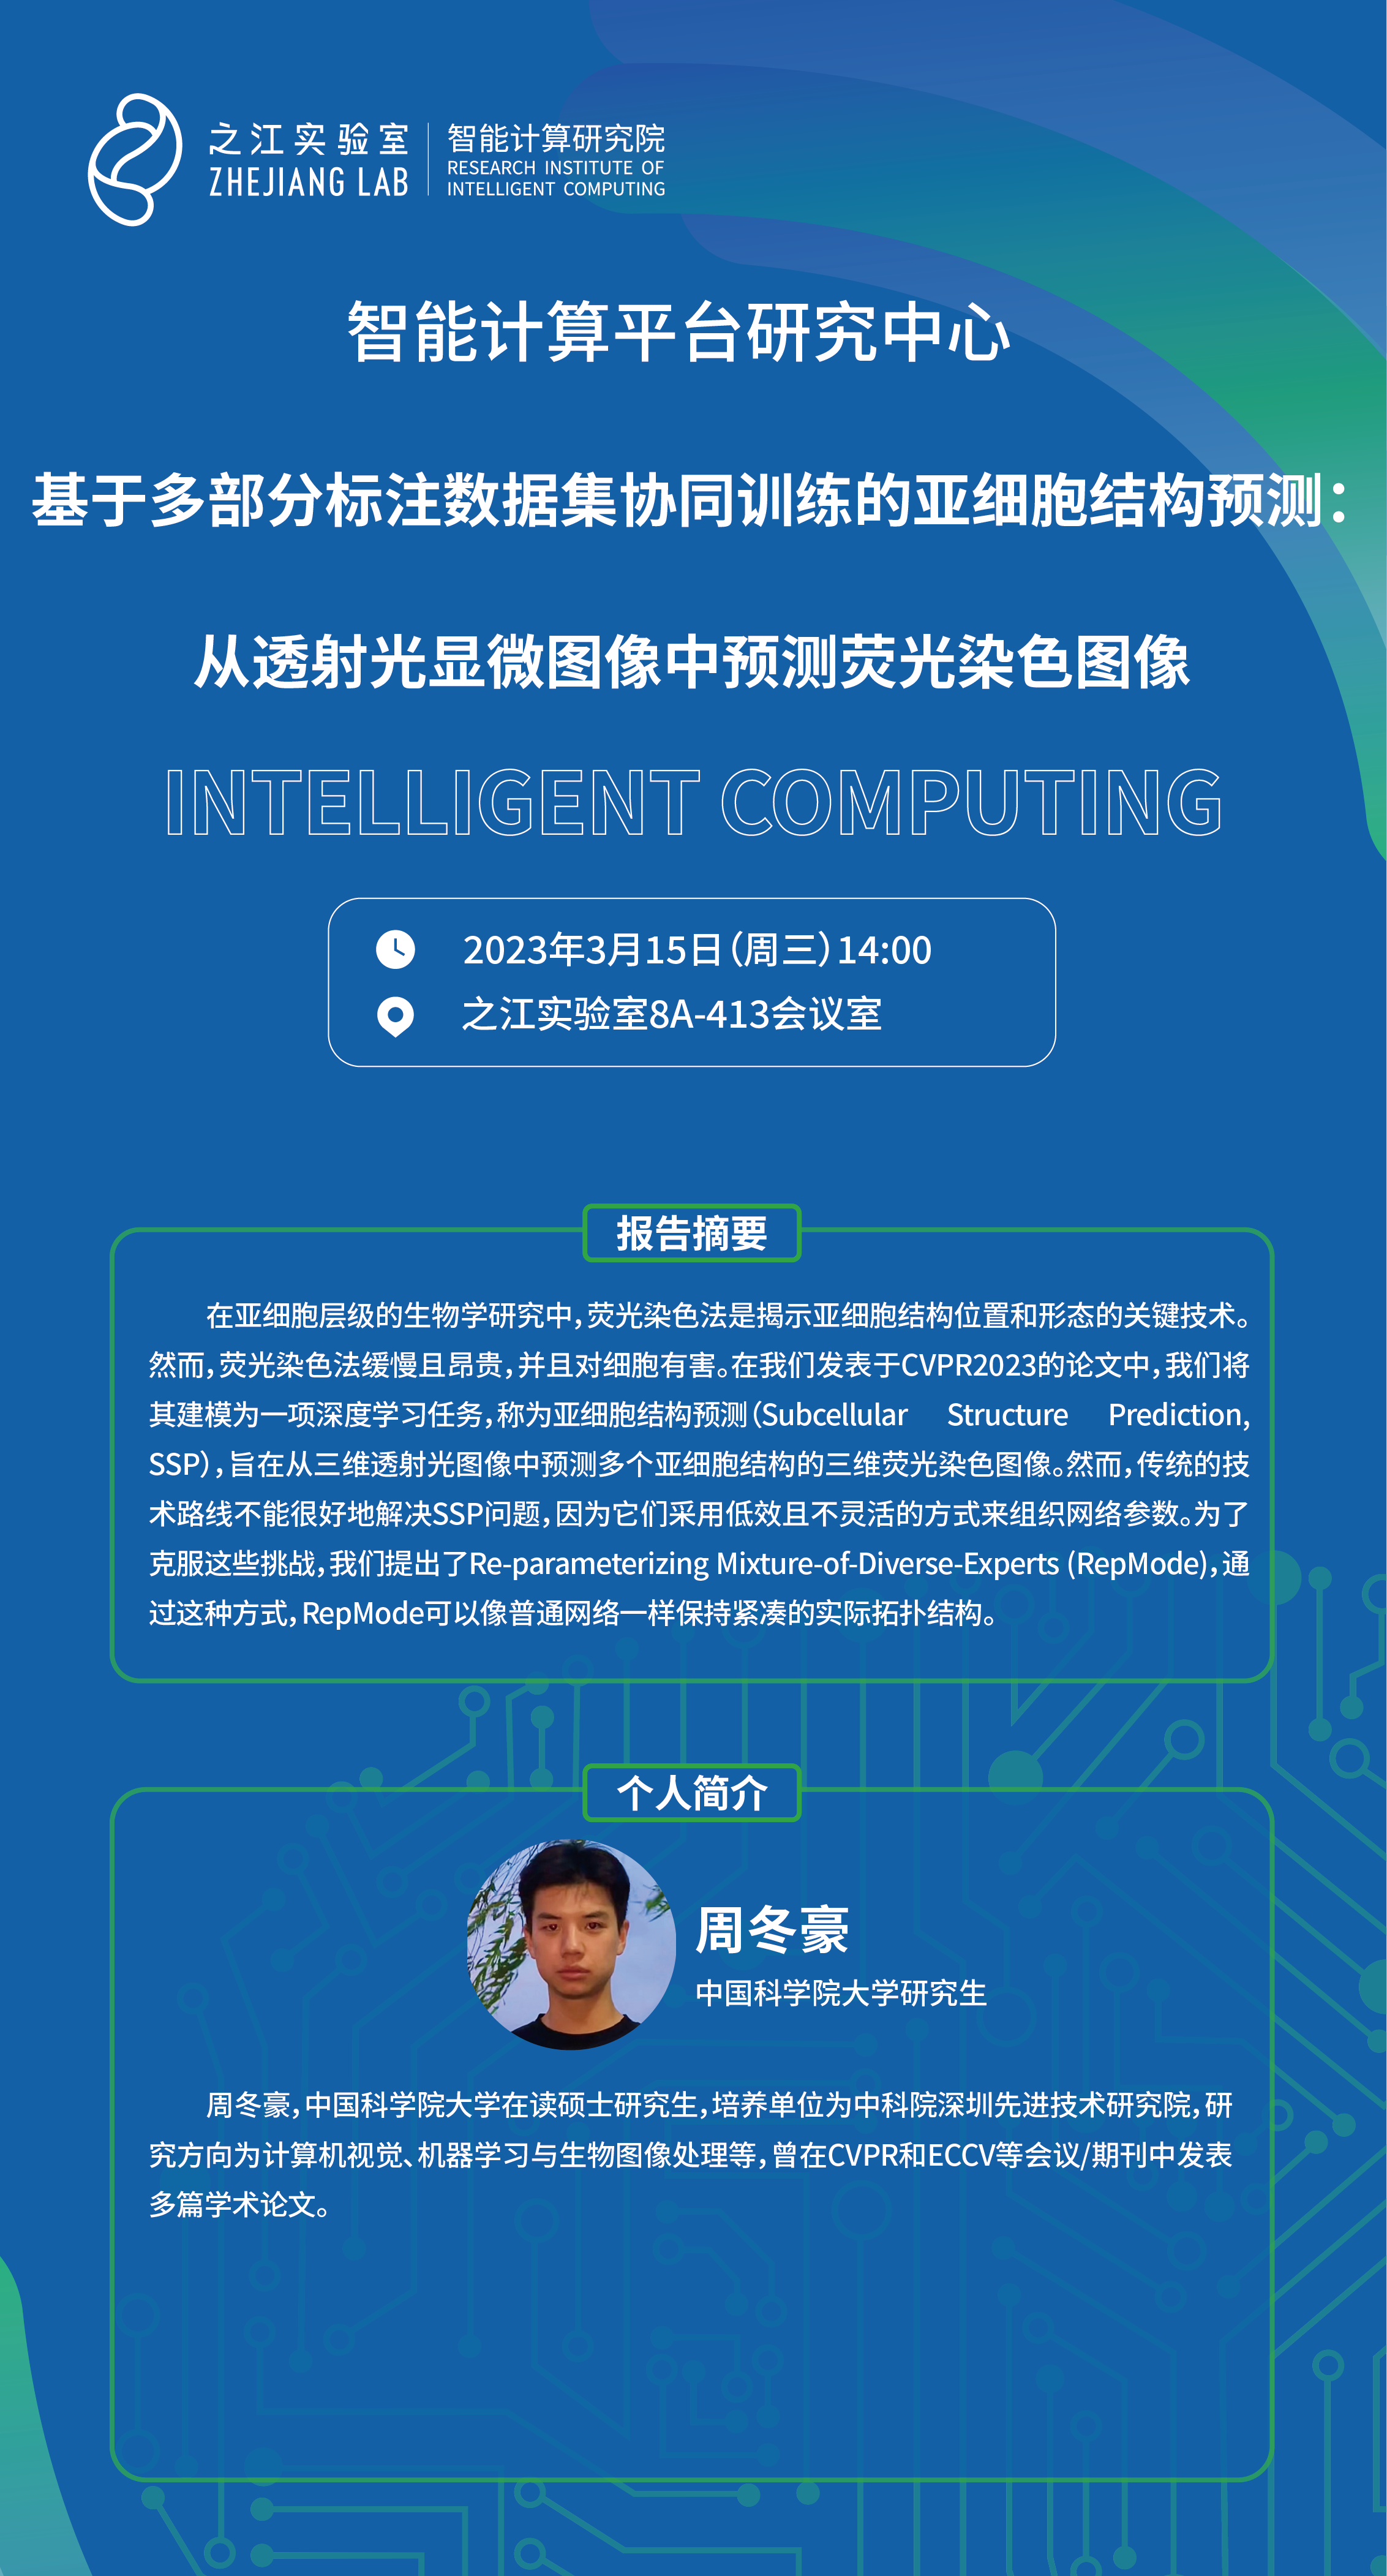 之江实验室
ZHEJIANG LAB
智能计算研究院
RESEARCH INSTITUTE OF
INTELLIGENT COMPUTING
智能计算平台研究中心
基于多部分标注数据集协同训练的亚细胞结构预测：
从透射光显微图像中预测荧光染色图像
INTELLIGENT COMPUTING
2023年3月15日（周三）14:00
之江实验室8A-413会议室
报告摘要
在亚细胞层级的生物学研究中，荧光染色法是揭示亚细胞结构位置和形态的关键技术。
然而，荧光染色法缓慢且昂贵，并且对细胞有害。在我们发表于CVPR2023的论文中，我们将
其建模为一项深度学习任务，称为亚细胞结构预测（Subcellular Structure Prediction,
SSP），旨在从三维透射光图像中预测多个亚细胞结构的三维荧光染色图像。然而，传统的技
术路线不能很好地解决SSP问题，因为它们采用低效且不灵活的方式来组织网络参数。为了
克服这些挑战，我们提出了Re-parameterizing Mixture-of-Diverse-Experts (RepMode)，通
过这种方式，RepMode可以像普通网络一样保持紧凑的实际拓扑结构。
个人简介
周冬豪
中国科学院大学研究生
周冬豪，中国科学院大学在读硕士研究生，培养单位为中科院深圳先进技术研究院，研
究方向为计算机视觉、机器学习与生物图像处理等，曾在CVPR和ECCV等会议/期刊中发表
多篇学术论文。